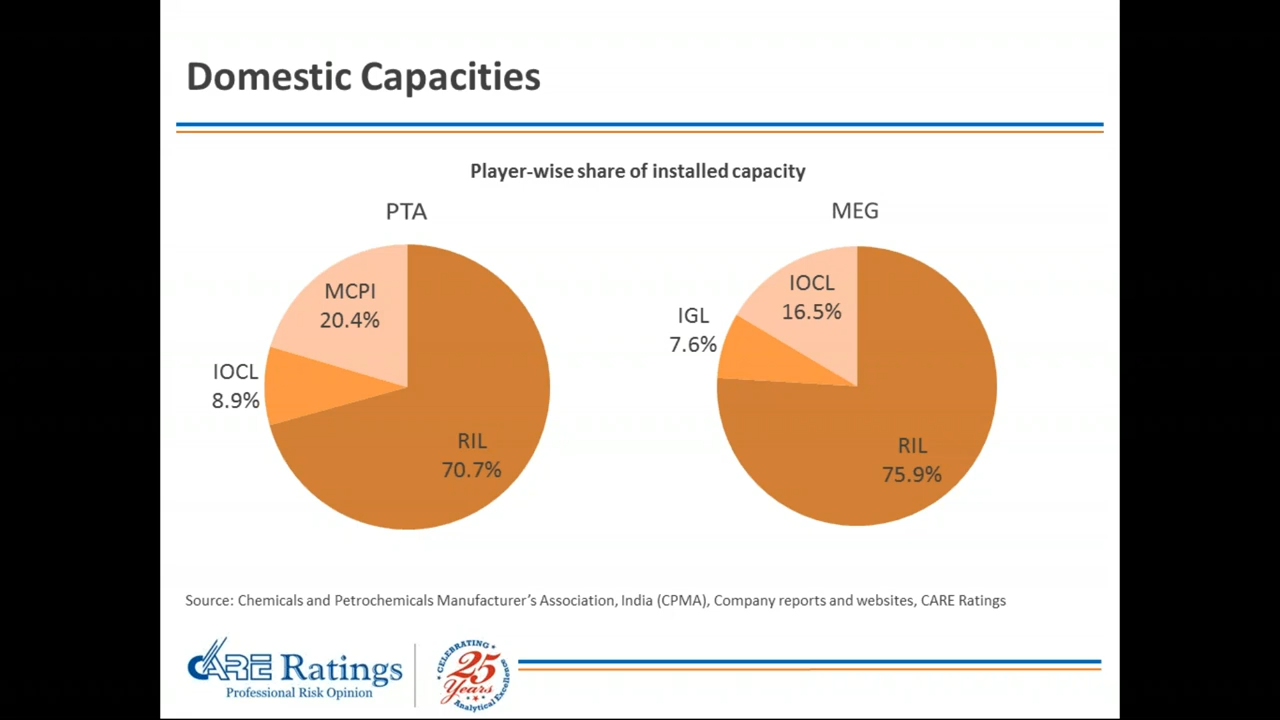 Domestic Capacities
Player-wise share of installed capacity
PTA
MCPI
20.4%
IOCL
8.9%
RIL
70.7%
MEG
IOCL
16.5%
IGL
7.6%
RIL
75.9%
Source: Chemicals and Petrochemicals Manufacturer's Association, India (CPMA), Company reports and websites, CARE Ratings
CARE Ratings
Professional Risk Opinion
CELEBRATING
25
Years
Analytical Excellence